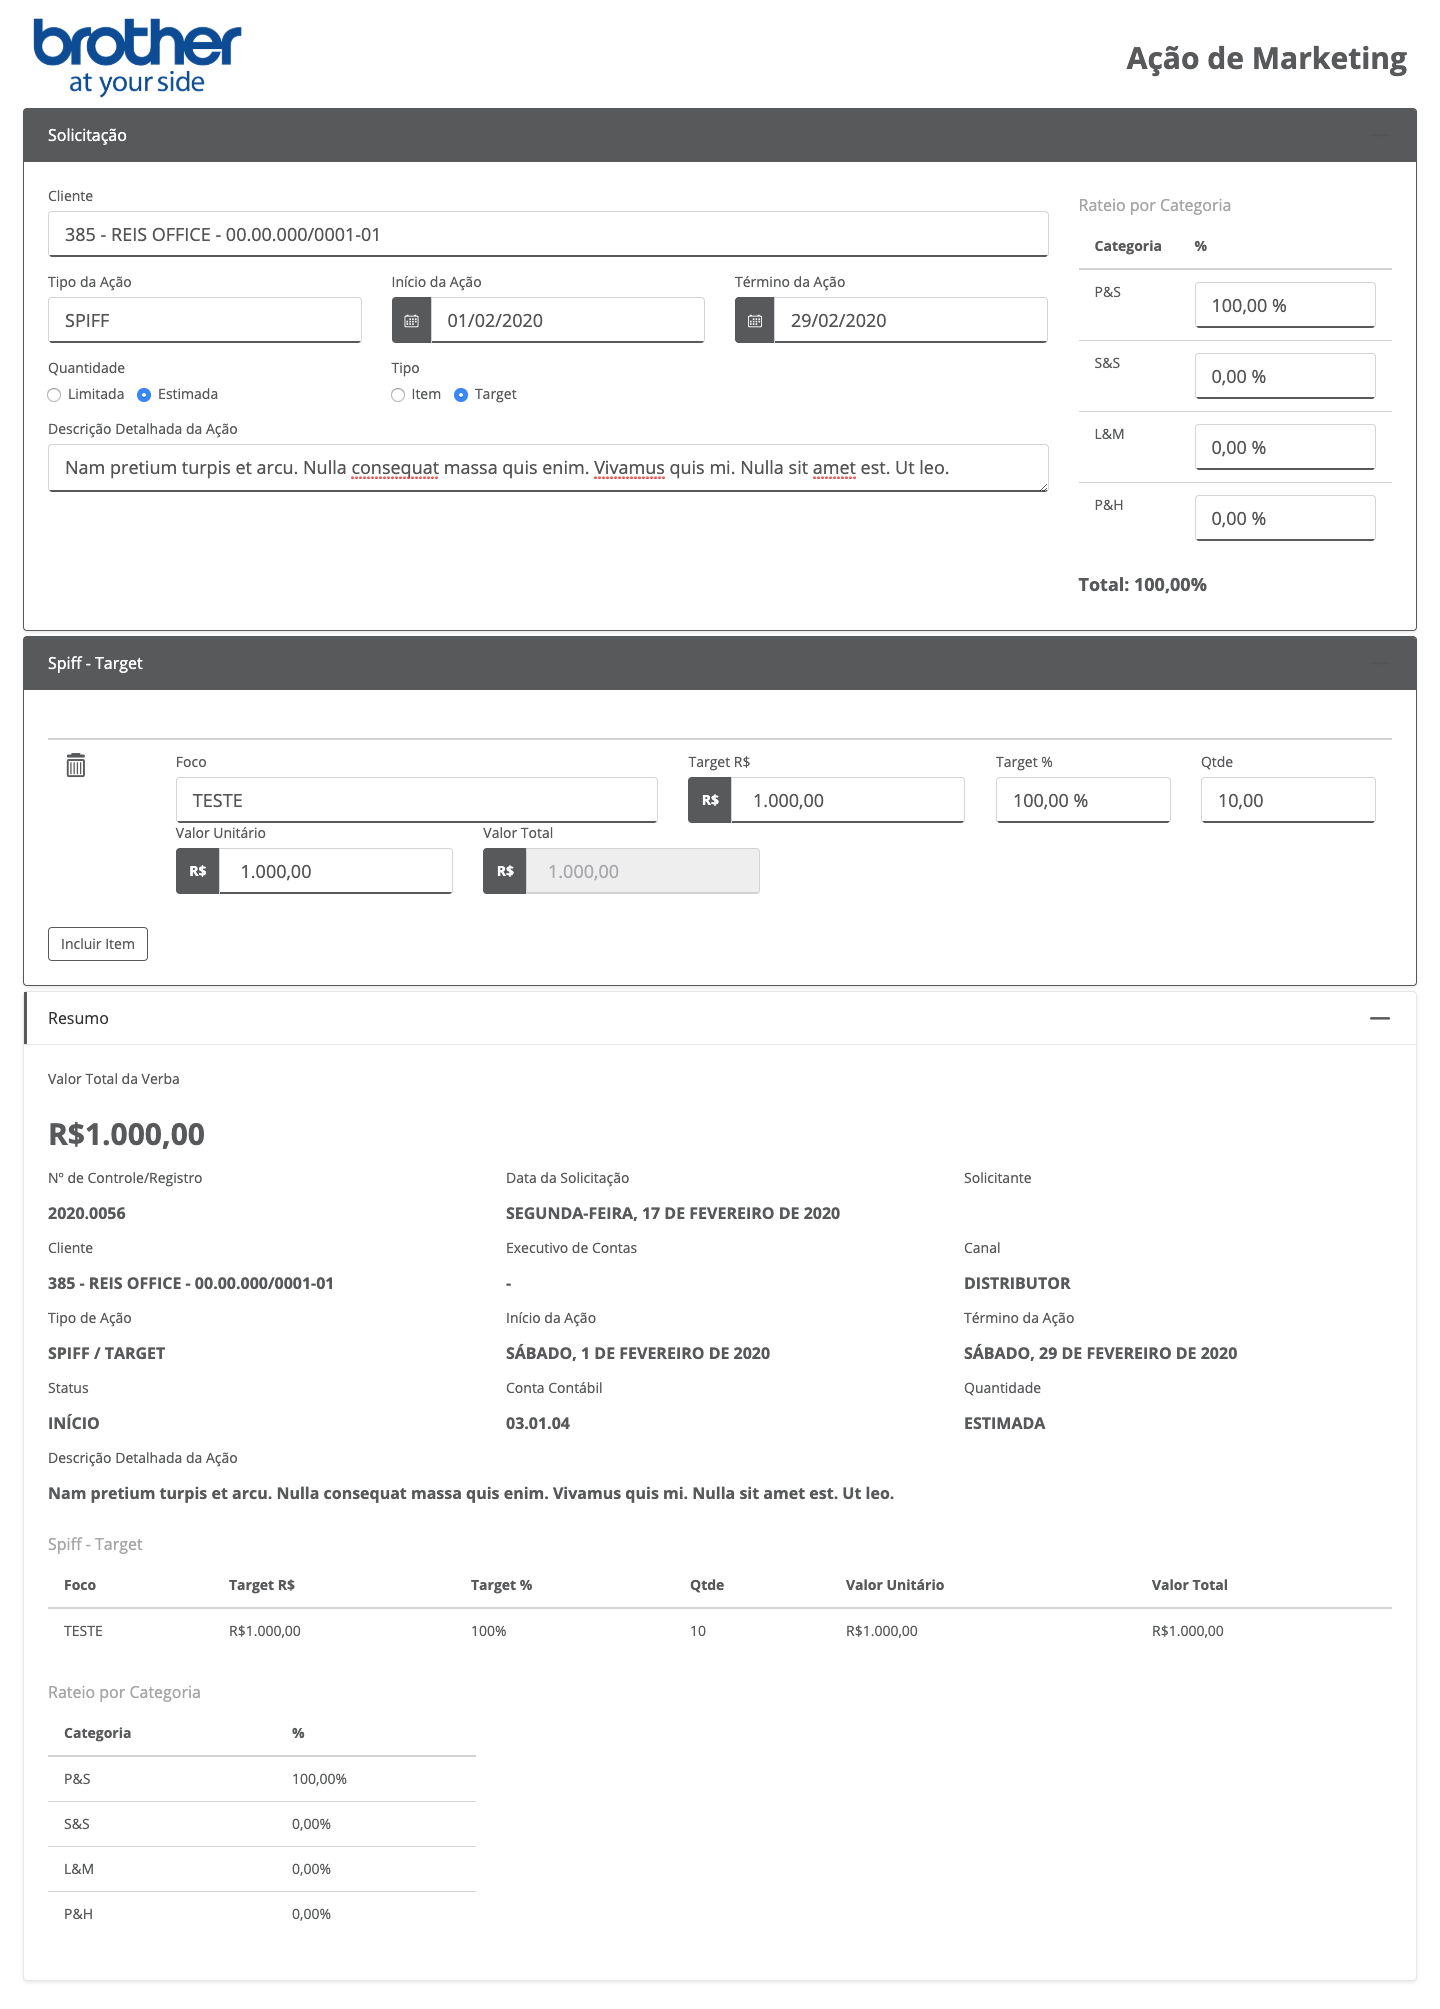 brother
at your side
Ação de Marketing
Solicitação
Cliente
385 - REIS OFFICE - 00.00.000/0001-01
Tipo da Ação
Início da Ação
Término da Ação
SPIFF
01/02/2020
29/02/2020
Quantidade
Tipo
Limitada
Estimada
Item
Target
Descrição Detalhada da Ação
Nam pretium turpis et arcu. Nulla consequat massa quis enim. Vivamus quis mi. Nulla sit amet est. Ut leo.
Rateio por Categoria
Categoria %
P&S 100,00 %
S&S 0,00 %
L&M 0,00 %
P&H 0,00 %
Total: 100,00%
Spiff - Target
Foco Target R$ Target % Qtde
TESTE R$ 1.000,00 100,00 % 10,00
Valor Unitário Valor Total
R$ 1.000,00 R$ 1.000,00
Incluir Item
Resumo
Valor Total da Verba
R$1.000,00
Nº de Controle/Registro Data da Solicitação Solicitante
2020.0056 SEGUNDA-FEIRA, 17 DE FEVEREIRO DE 2020
Cliente Executivo de Contas Canal
385 - REIS OFFICE - 00.00.000/0001-01 - DISTRIBUTOR
Tipo de Ação Início da Ação Término da Ação
SPIFF / TARGET SÁBADO, 1 DE FEVEREIRO DE 2020 SÁBADO, 29 DE FEVEREIRO DE 2020
Status Conta Contábil Quantidade
INÍCIO 03.01.04 ESTIMADA
Descrição Detalhada da Ação
Nam pretium turpis et arcu. Nulla consequat massa quis enim. Vivamus quis mi. Nulla sit amet est. Ut leo.
Spiff - Target
Foco Target R$ Target % Qtde Valor Unitário Valor Total
TESTE R$1.000,00 100% 10 R$1.000,00 R$1.000,00
Rateio por Categoria
Categoria %
P&S 100,00%
S&S 0,00%
L&M 0,00%
P&H 0,00%